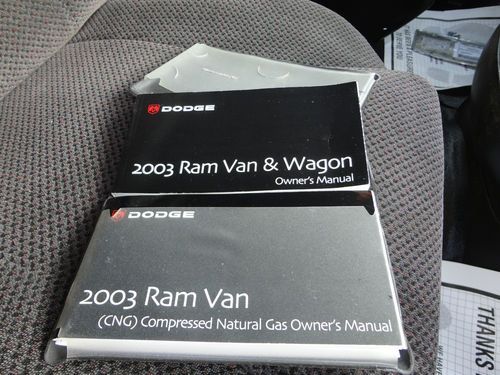 DODGE
2003 Ram Van & Wagon
Owner's Manual
DODGE
2003 Ram Van
(CNG) Compressed Natural Gas Owner's Manual
THANKS